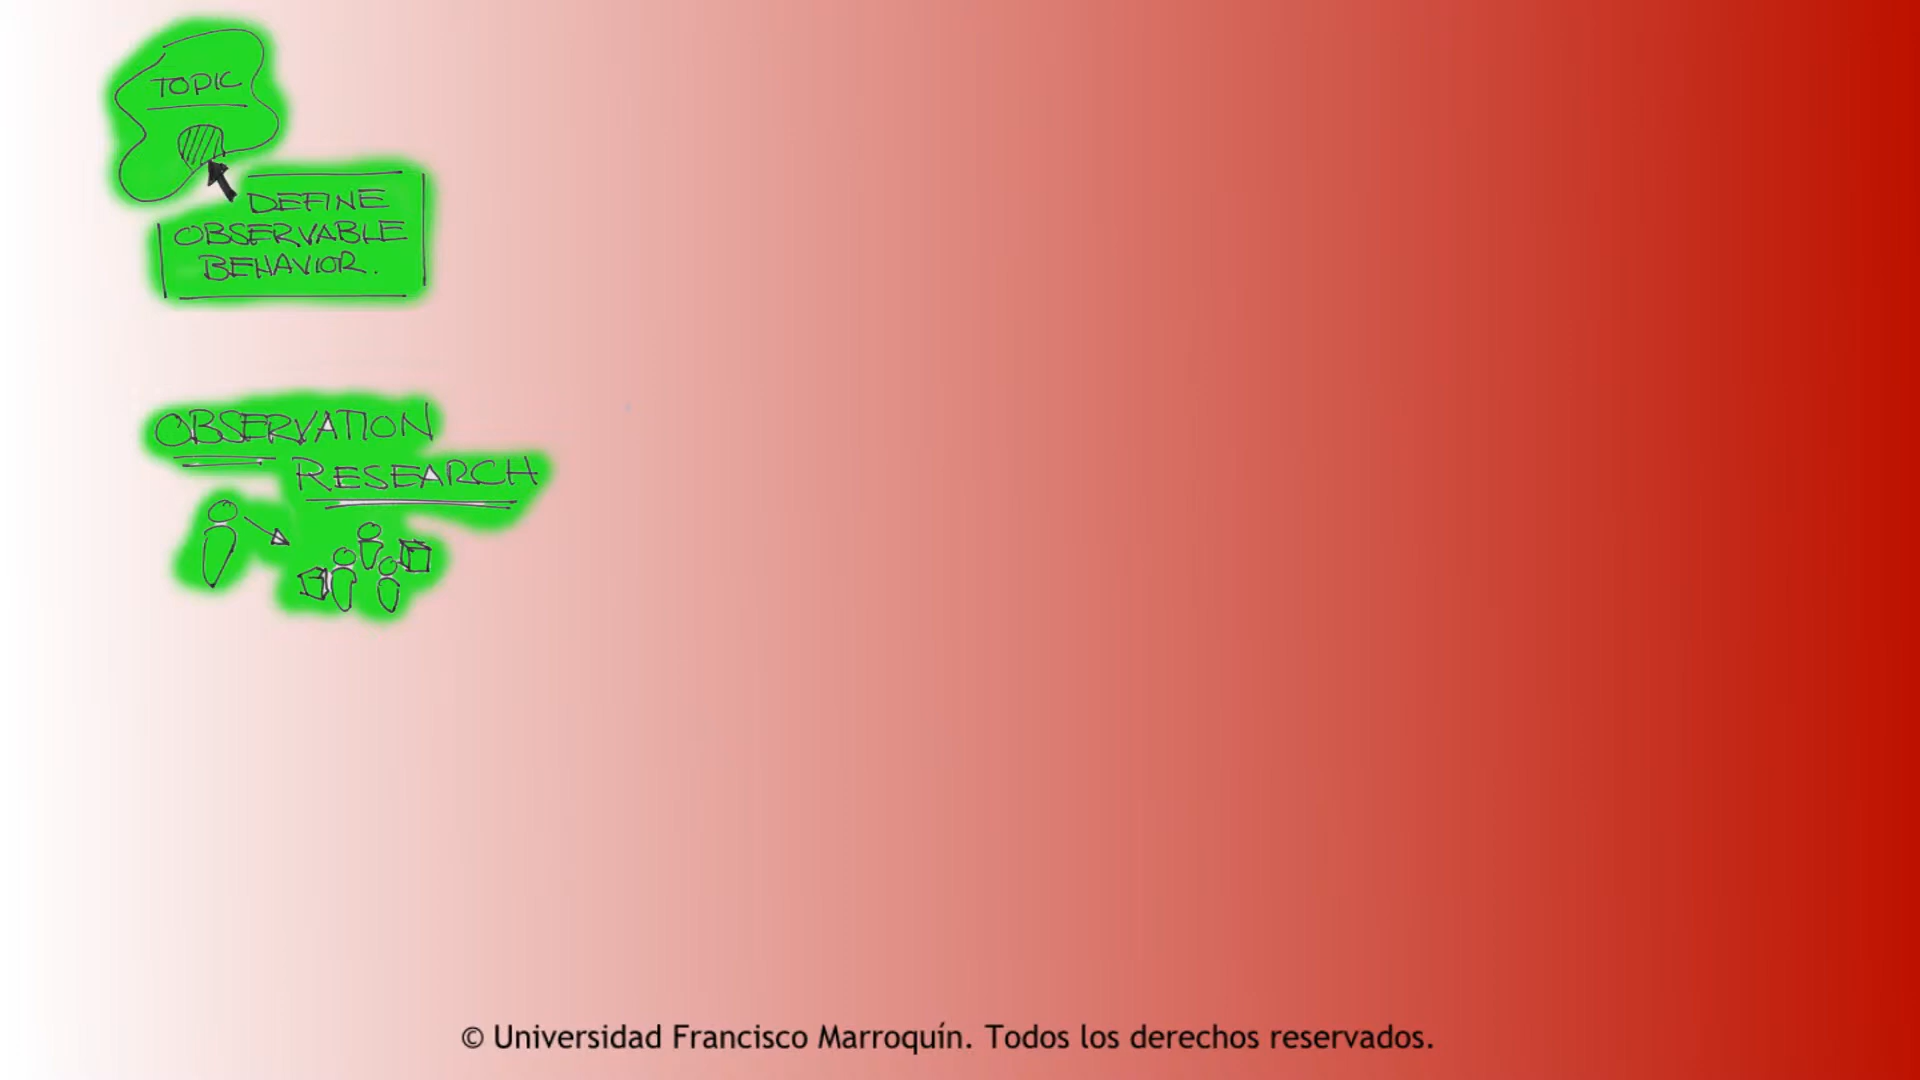 TOPIC
DEFINE
OBSERVABLE
BEHAVIOR.
OBSERVATION
RESEARCH
© Universidad Francisco Marroquín. Todos los derechos reservados.